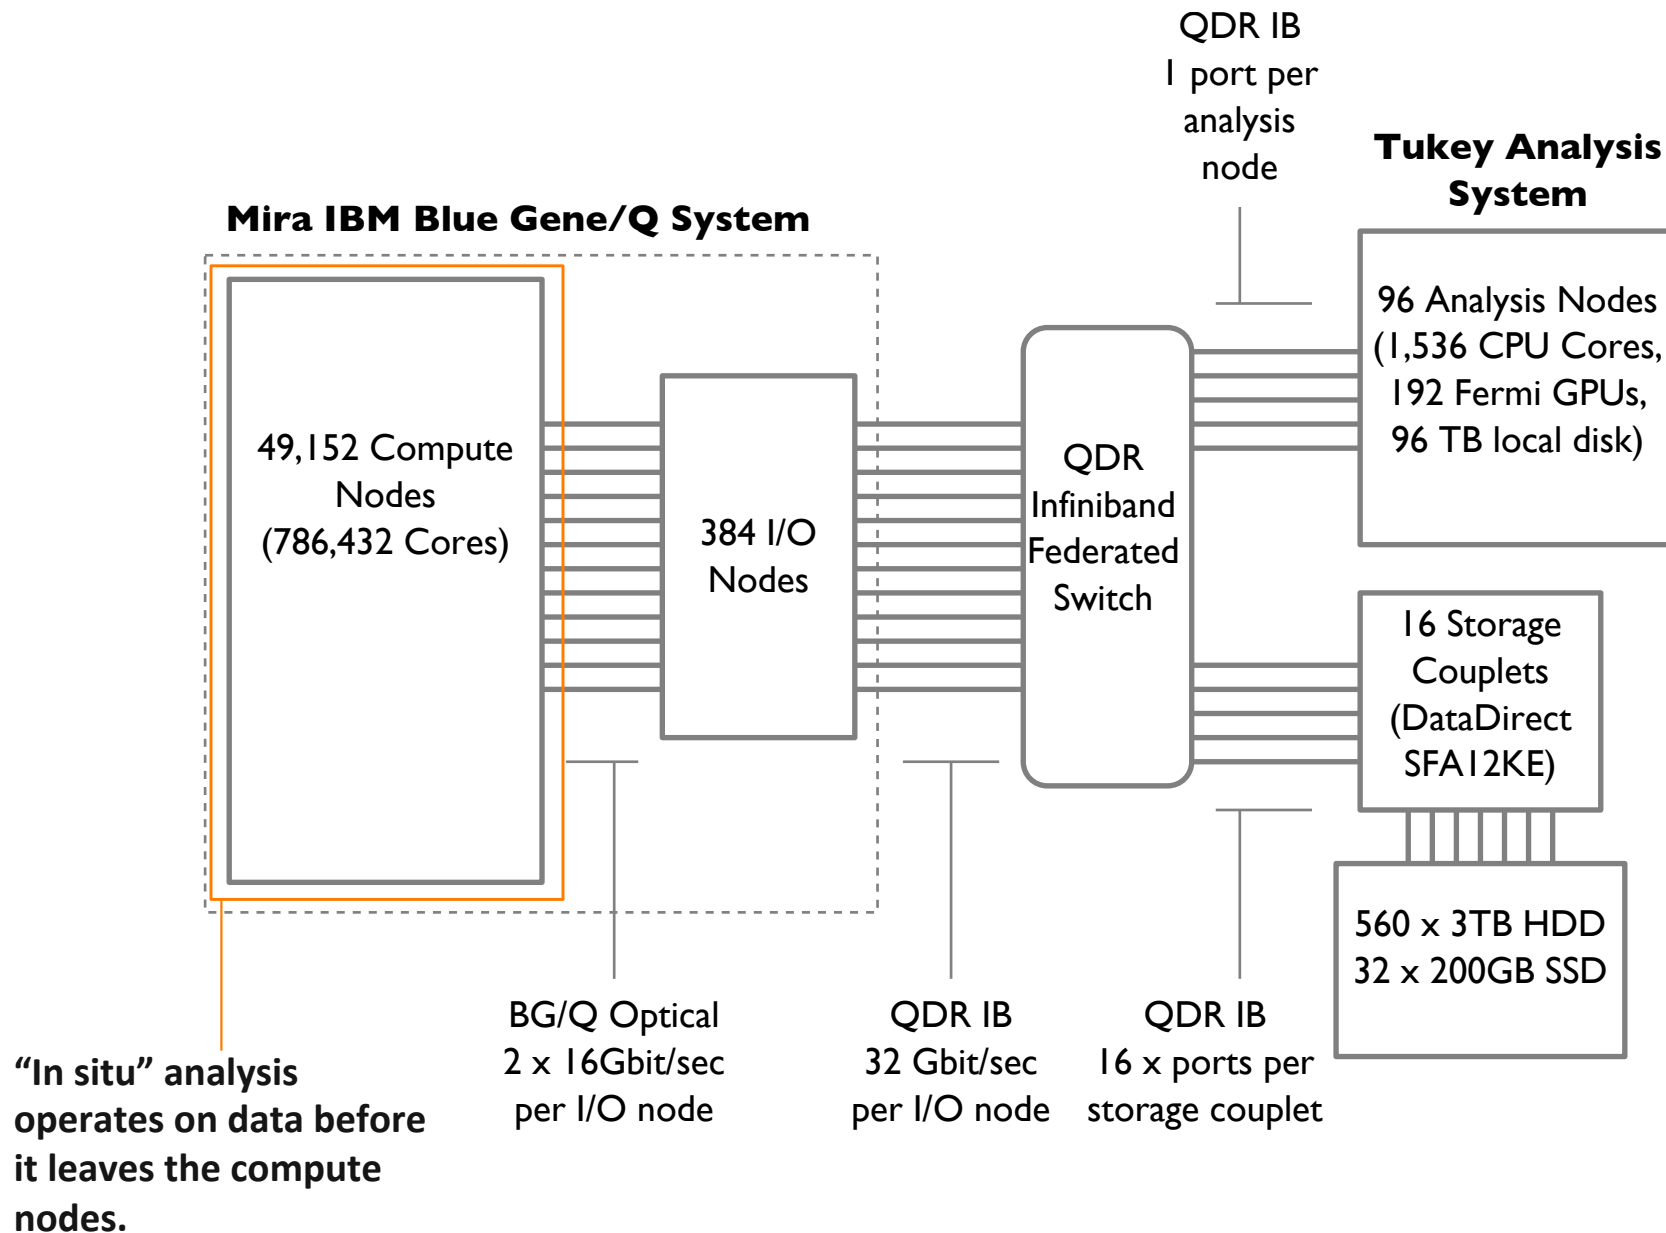 QDR IB
1 port per
analysis
node
Tukey Analysis
System
Mira IBM Blue Gene/Q System
96 Analysis Nodes
(1,536 CPU Cores,
192 Fermi GPUs,
96 TB local disk)
49,152 Compute
Nodes
(786,432 Cores)
384 I/O
Nodes
QDR
Infiniband
Federated
Switch
16 Storage
Couplets
(DataDirect
SFA12KE)
560 x 3TB HDD
32 x 200GB SSD
BG/Q Optical
2 x 16Gbit/sec
per I/O node
QDR IB
32 Gbit/sec
per I/O node
QDR IB
16 x ports per
storage couplet
“In situ” analysis
operates on data before
it leaves the compute
nodes.